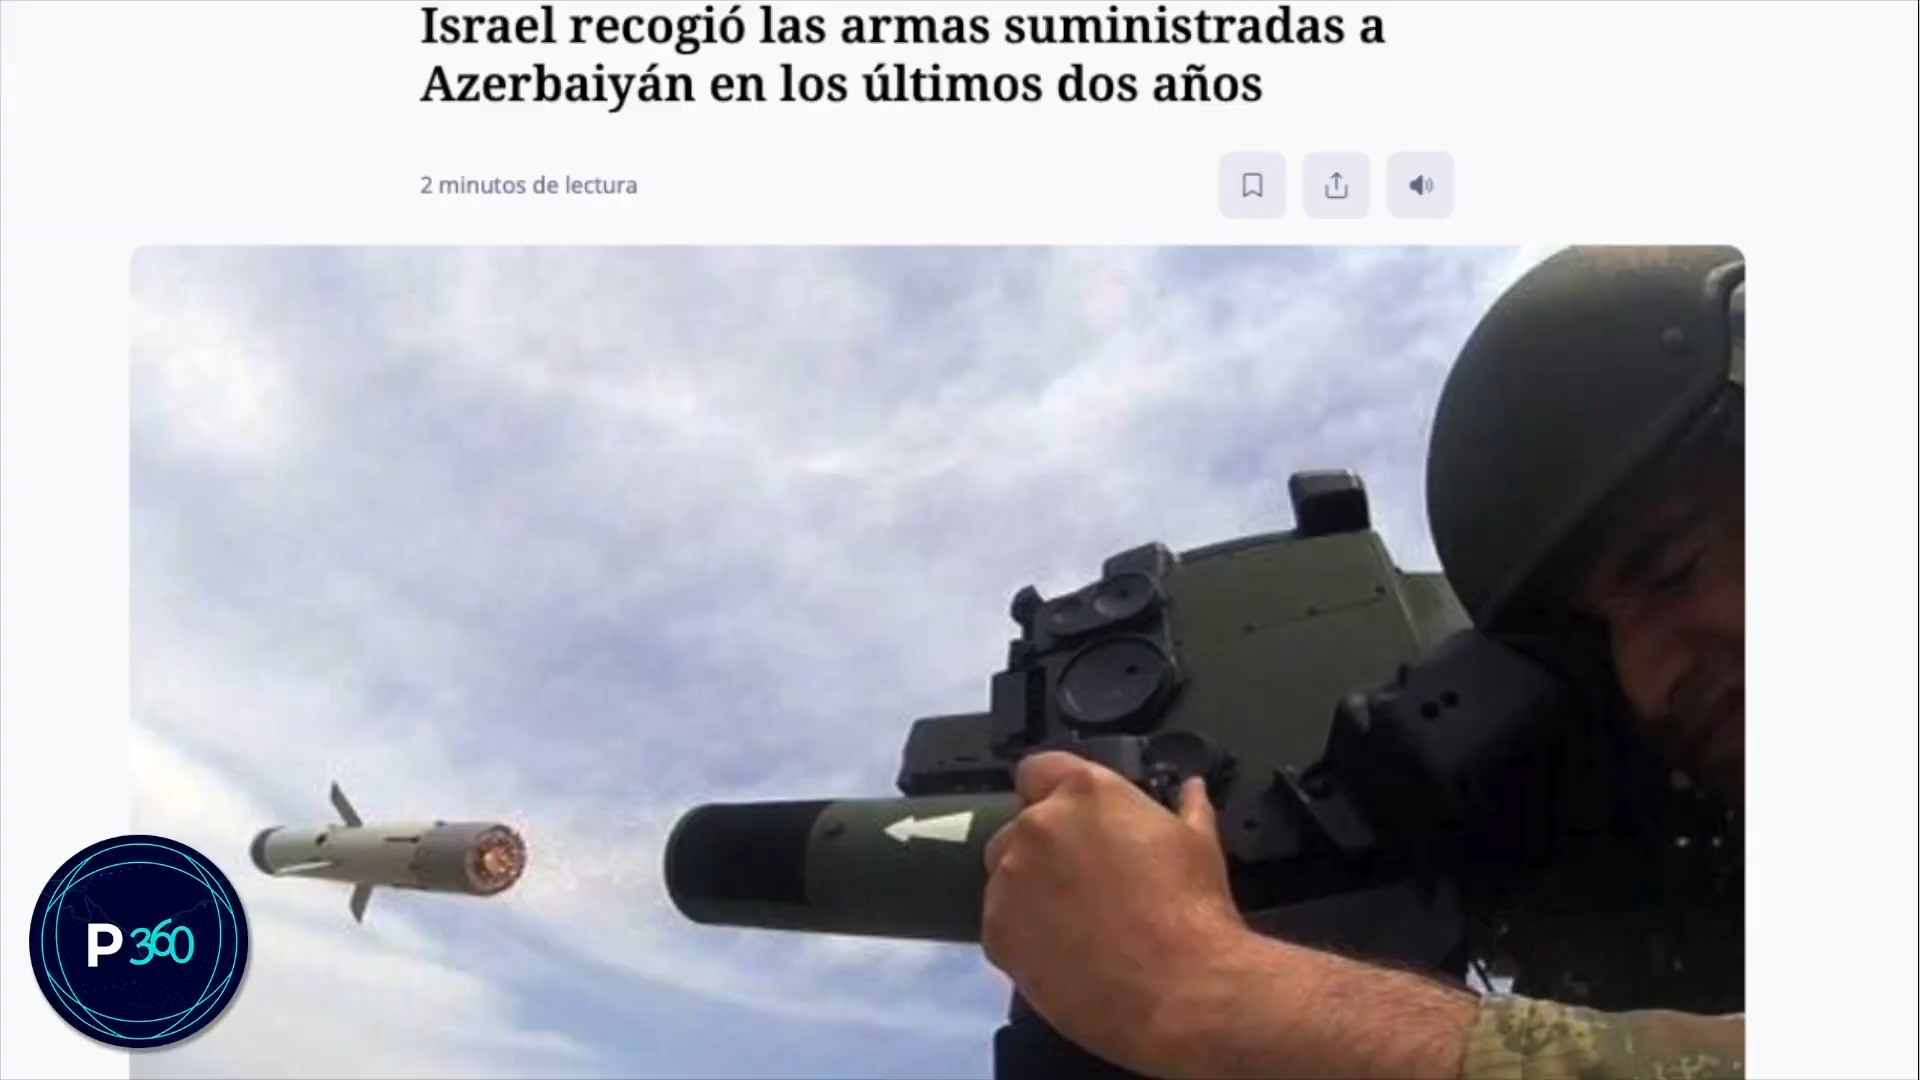 Israel recogió las armas suministradas a
Azerbaiyán en los últimos dos años
2 minutos de lectura
P360